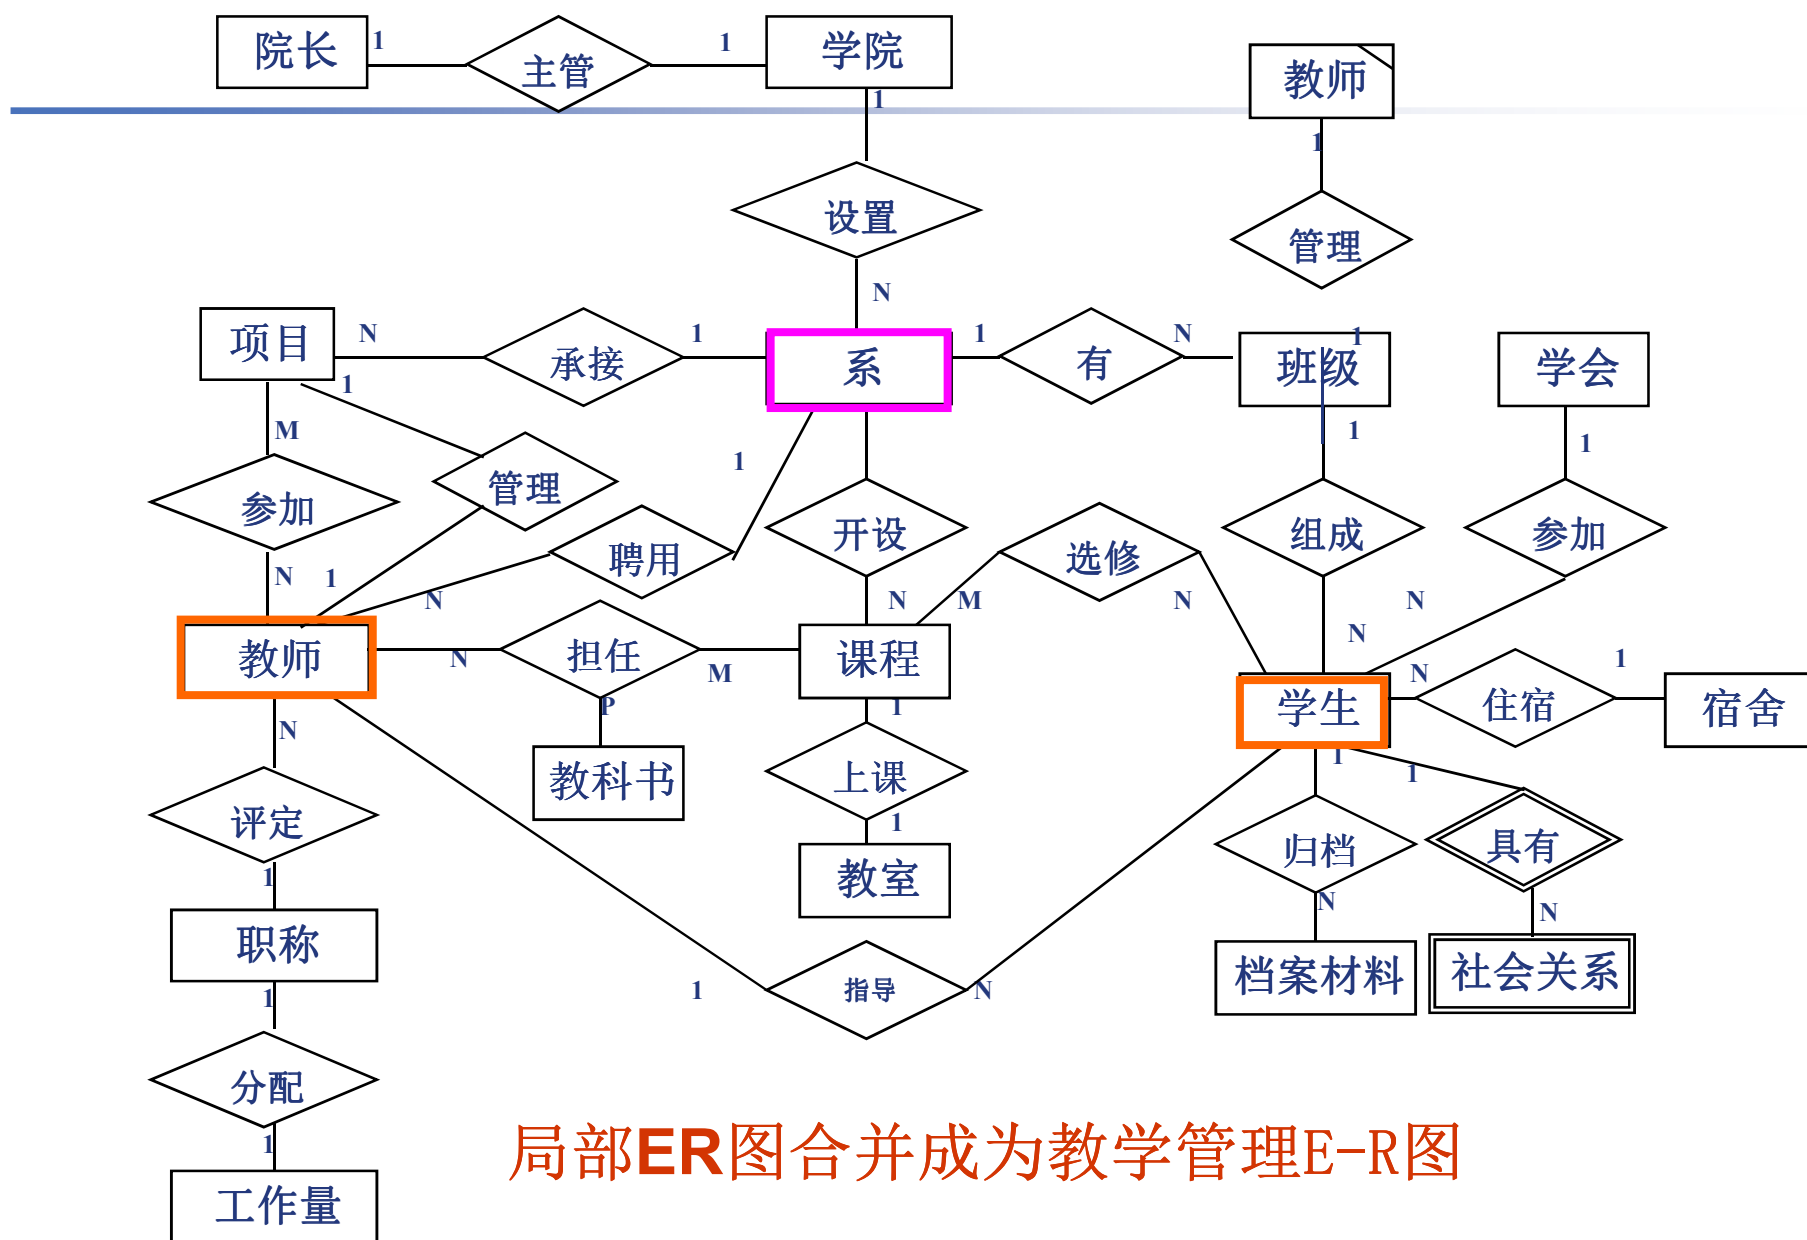 院长 1 主管 1 学院
1
教师
1
设置
管理
N
项目 N 承接 1 系 1 有 N 班级 1 学会
1
M
1
1
1
管理
参加
聘用
开设
选修
组成
参加
N 1 N
N M N N
N
教师 N 担任 M 课程
学生 N 住宿 1 宿舍
N P 1 1 1
教科书
上课
评定
1
归档
具有
1
教室
N N
职称
档案材料 社会关系
1 1 指导 N
分配
1
局部ER图合并成为教学管理E-R图
工作量